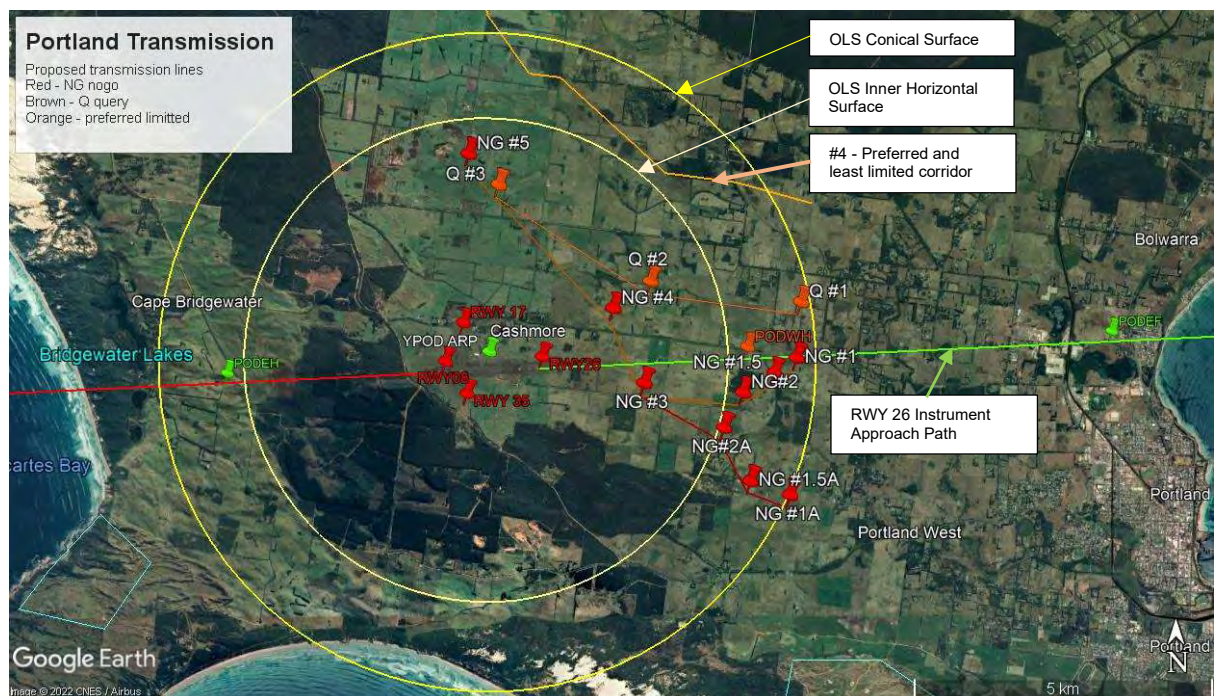 Portland Transmission
Proposed transmission lines
Red - NG nogo
Brown - Q query
Orange - preferred limitted
OLS Conical Surface
OLS Inner Horizontal
Surface
#4 - Preferred and
least limited corridor
NG #5
Q #3
Bolwarra
Q #2
Cape Bridgewater
NG #4
Q #1
RWY 17
PODEF
Bridgewater Lakes
YPOD ARP
Cashmore
PODWH
PODEH
RWY08
RWY26
NG #1.5
NG #1
NG#2
RWY 35
NG #3
RWY 26 Instrument
Approach Path
NG#2A
cartes Bay
NG #1.5A
Portland
NG #1A
Portland West
Google Earth
Portland
N
Image © 2022 CNES / Airbus
5 km